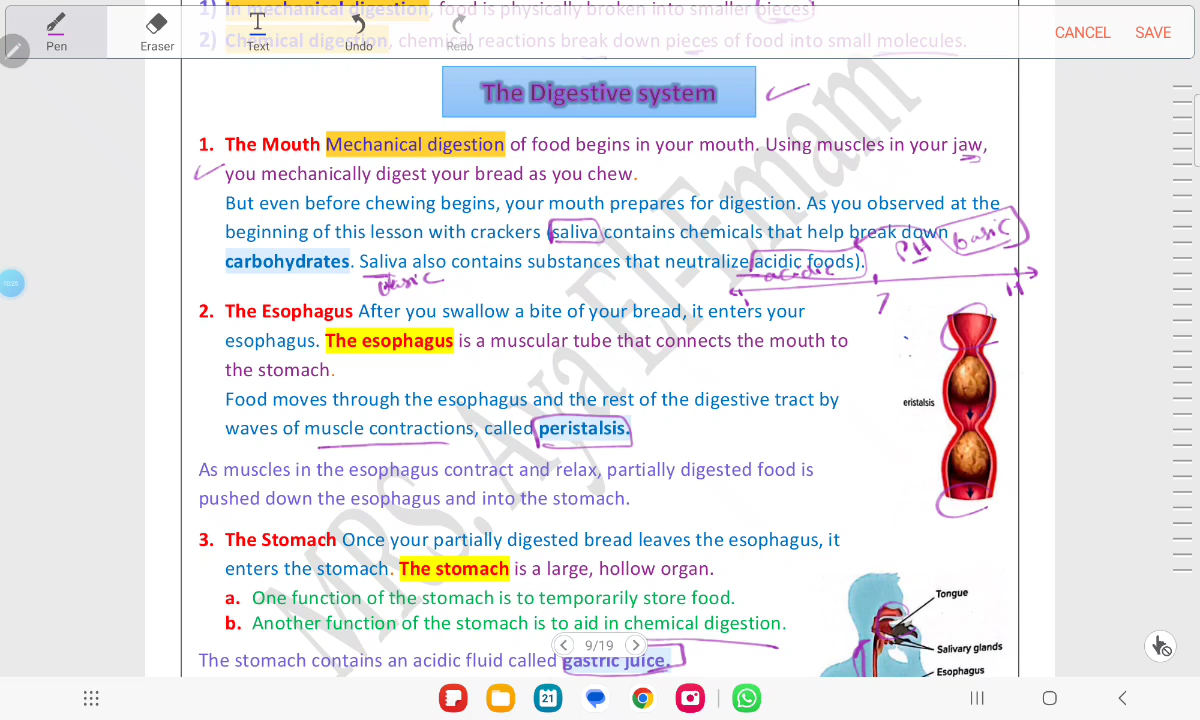 1) In mechanical digestion, food is physically broken into smaller pieces!
Pen
Eraser
Text
Undo
Redo
CANCEL
SAVE
2) Chemical digestion, chemical reactions break down pieces of food into small molecules.
The Digestive system
1. The Mouth Mechanical digestion of food begins in your mouth. Using muscles in your jaw,
you mechanically digest your bread as you chew.
But even before chewing begins, your mouth prepares for digestion. As you observed at the
beginning of this lesson with crackers (saliva contains chemicals that help break down
PH basic
carbohydrates. Saliva also contains substances that neutralize acidic foods).
basic
acidic
7
14
2. The Esophagus After you swallow a bite of your bread, it enters your
esophagus. The esophagus is a muscular tube that connects the mouth to
the stomach.
Food moves through the esophagus and the rest of the digestive tract by
eristalsis
waves of muscle contractions, called peristalsis.
As muscles in the esophagus contract and relax, partially digested food is
pushed down the esophagus and into the stomach.
3. The Stomach Once your partially digested bread leaves the esophagus, it
enters the stomach. The stomach is a large, hollow organ.
a. One function of the stomach is to temporarily store food.
b. Another function of the stomach is to aid in chemical digestion.
Tongue
Salivary glands
Esophagus
9/19
The stomach contains an acidic fluid called gastric juice.
MRS. Aya El-Emam
21